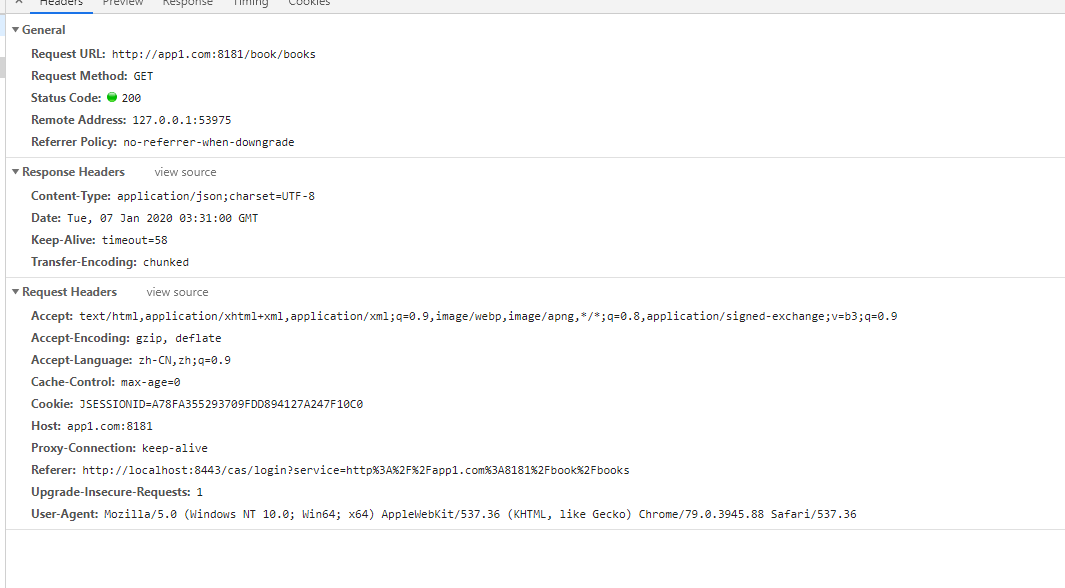 Headers Preview Response Timing Cookies
General
Request URL: http://app1.com:8181/book/books
Request Method: GET
Status Code: 200
Remote Address: 127.0.0.1:53975
Referrer Policy: no-referrer-when-downgrade
Response Headers view source
Content-Type: application/json;charset=UTF-8
Date: Tue, 07 Jan 2020 03:31:00 GMT
Keep-Alive: timeout=58
Transfer-Encoding: chunked
Request Headers view source
Accept: text/html,application/xhtml+xml,application/xml;q=0.9,image/webp,image/apng,*/*;q=0.8,application/signed-exchange;v=b3;q=0.9
Accept-Encoding: gzip, deflate
Accept-Language: zh-CN,zh;q=0.9
Cache-Control: max-age=0
Cookie: JSESSIONID=A78FA355293709FDD894127A247F10C0
Host: app1.com:8181
Proxy-Connection: keep-alive
Referer: http://localhost:8443/cas/login?service=http%3A%2F%2Fapp1.com%3A8181%2Fbook%2Fbooks
Upgrade-Insecure-Requests: 1
User-Agent: Mozilla/5.0 (Windows NT 10.0; Win64; x64) AppleWebKit/537.36 (KHTML, like Gecko) Chrome/79.0.3945.88 Safari/537.36